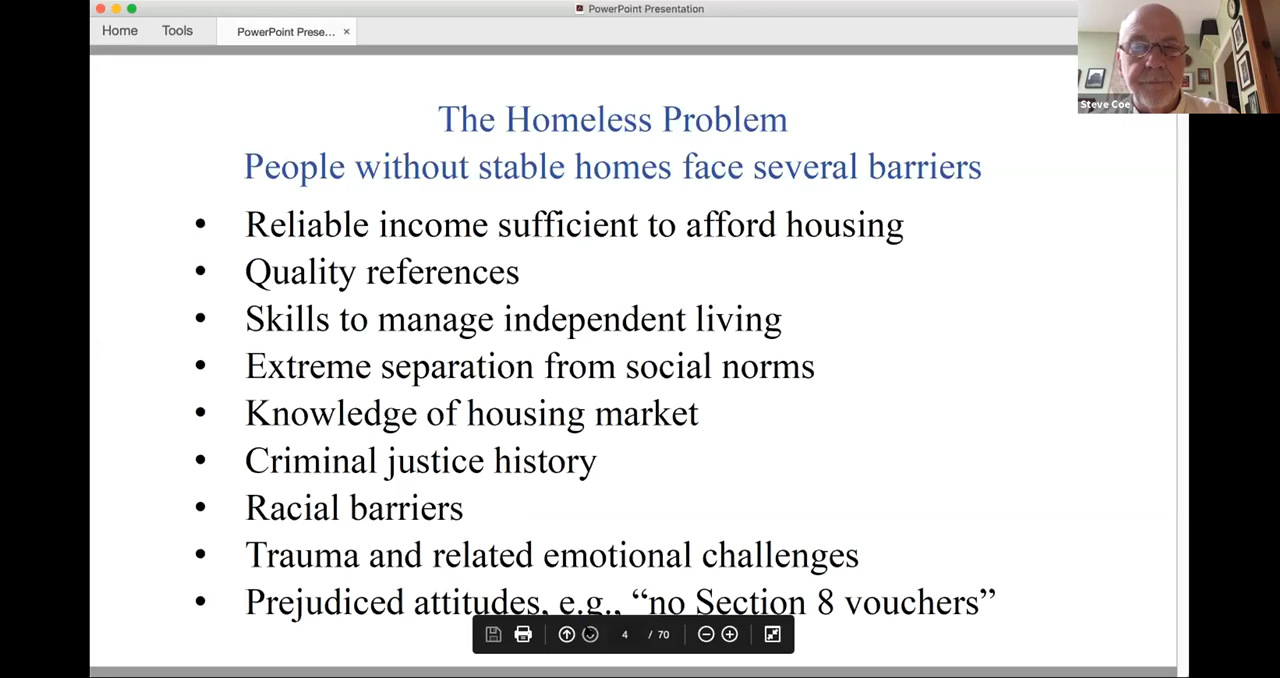 PowerPoint Presentation
Home Tools PowerPoint Prese... ×
Steve Coe
The Homeless Problem
People without stable homes face several barriers
• Reliable income sufficient to afford housing
• Quality references
• Skills to manage independent living
• Extreme separation from social norms
• Knowledge of housing market
• Criminal justice history
• Racial barriers
• Trauma and related emotional challenges
• Prejudiced attitudes, e.g., “no Section 8 vouchers”
4 / 70